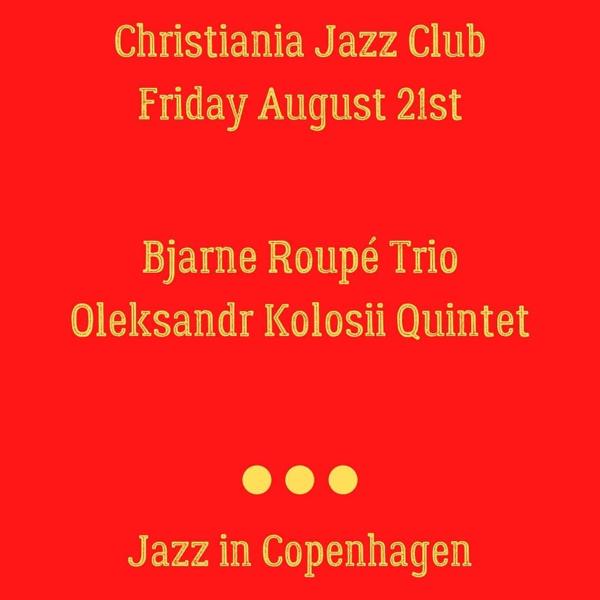 Christiania Jazz Club
Friday August 21st
Bjarne Roupé Trio
Oleksandr Kolosii Quintet
Jazz in Copenhagen